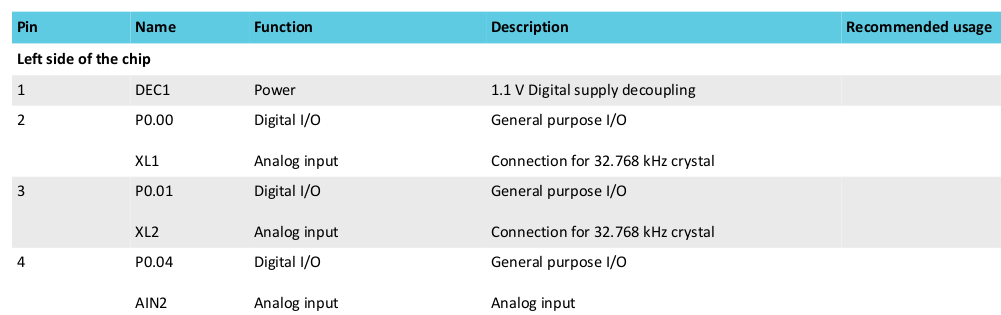 Pin Name Function Description Recommended usage
Left side of the chip
1 DEC1 Power 1.1 V Digital supply decoupling
2 P0.00 Digital I/O General purpose I/O
XL1 Analog input Connection for 32.768 kHz crystal
3 P0.01 Digital I/O General purpose I/O
XL2 Analog input Connection for 32.768 kHz crystal
4 P0.04 Digital I/O General purpose I/O
AIN2 Analog input Analog input